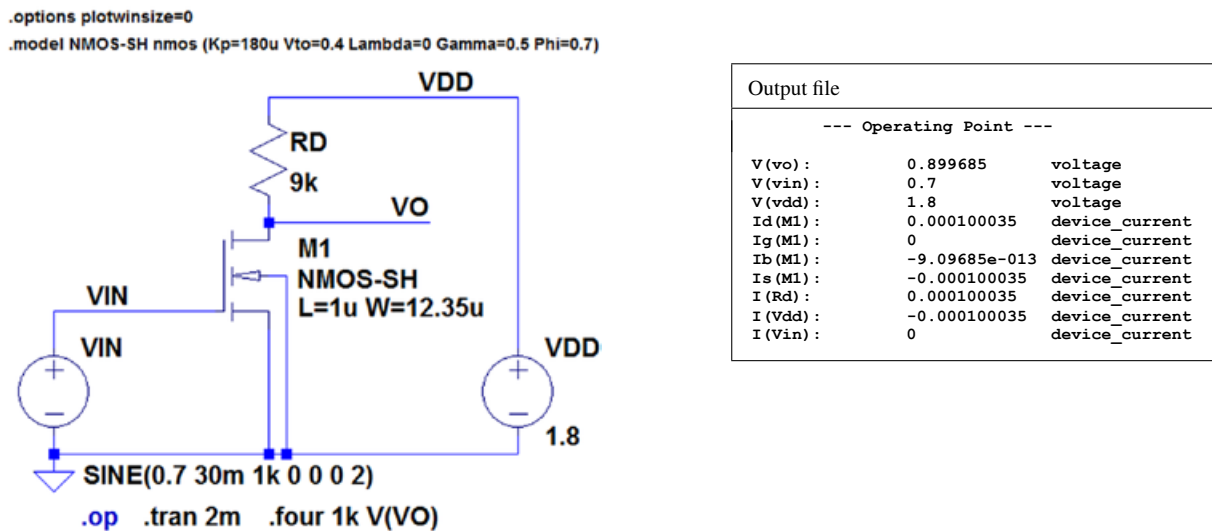 .options plotwinsize=0
.model NMOS-SH nmos (Kp=180u Vto=0.4 Lambda=0 Gamma=0.5 Phi=0.7)
VDD
RD
9k
VO
M1
NMOS-SH
L=1u W=12.35u
VIN
VIN
VDD
1.8
SINE(0.7 30m 1k 0 0 0 2)
.op .tran 2m .four 1k V(VO)
Output file
--- Operating Point ---
V(vo): 0.899685 voltage
V(vin): 0.7 voltage
V(vdd): 1.8 voltage
Id(M1): 0.000100035 device_current
Ig(M1): 0 device_current
Ib(M1): -9.09685e-013 device_current
Is(M1): -0.000100035 device_current
I(Rd): 0.000100035 device_current
I(Vdd): -0.000100035 device_current
I(Vin): 0 device_current